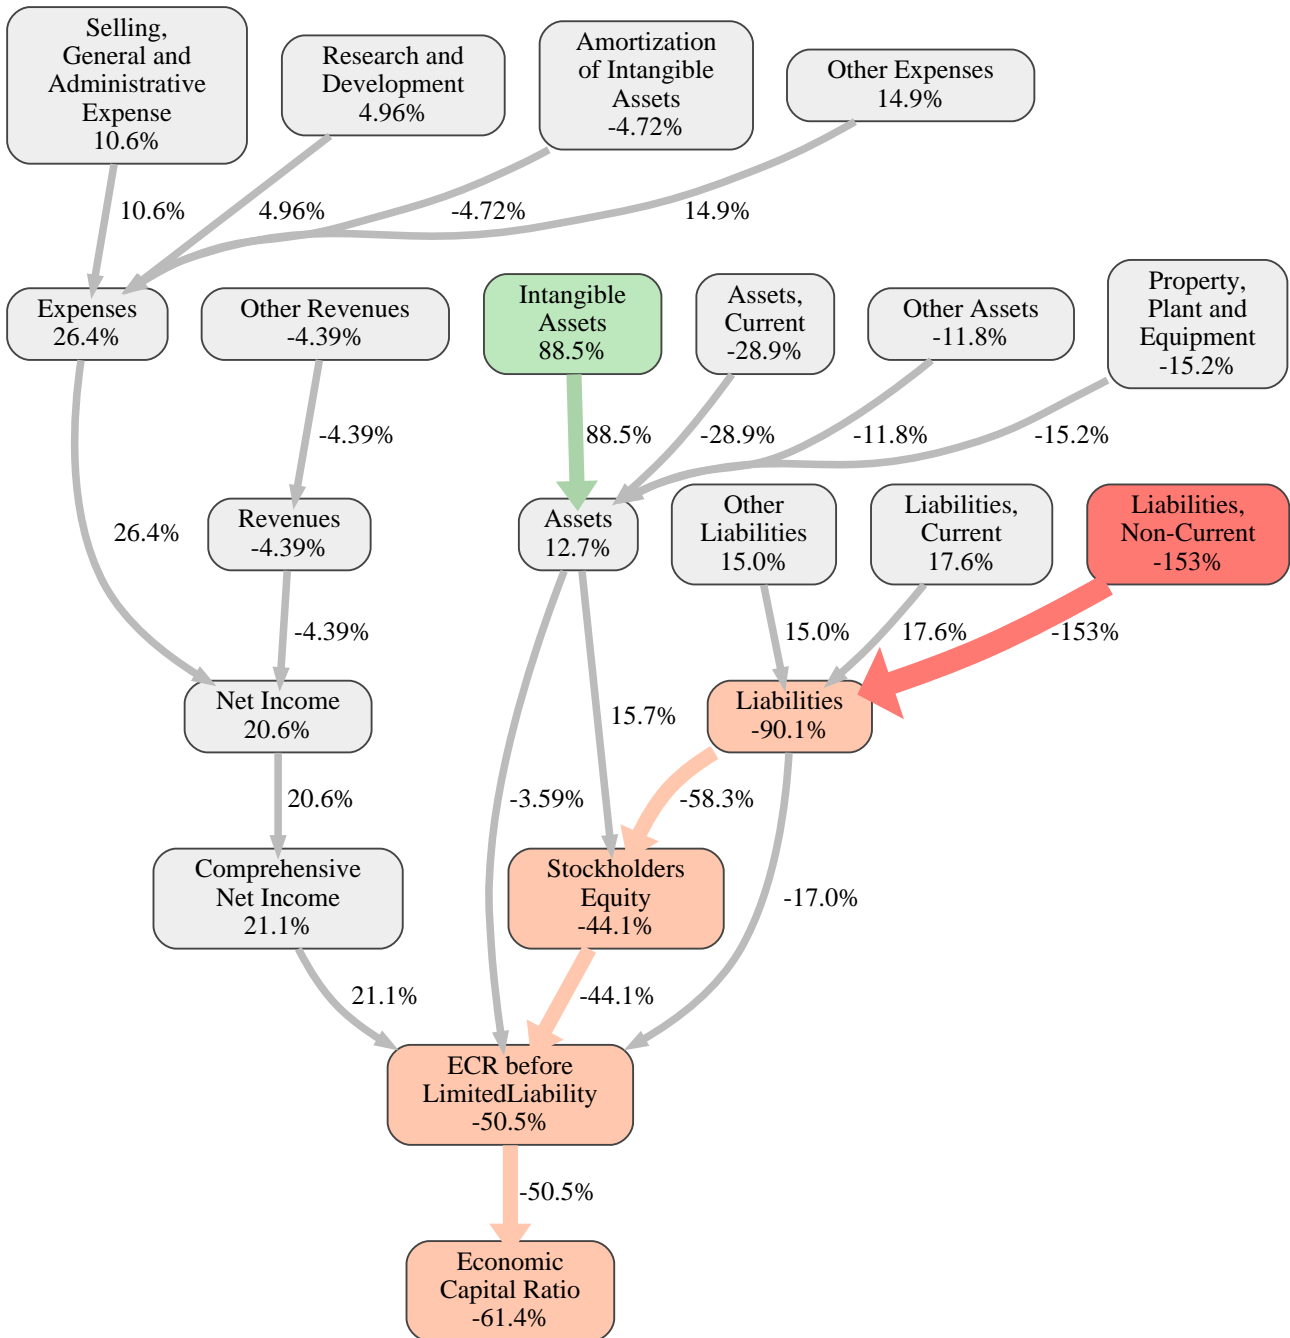 Selling,
General and
Administrative
Expense
10.6%
Research and
Development
4.96%
Amortization
of Intangible
Assets
-4.72%
Other Expenses
14.9%
10.6%
4.96%
-4.72%
14.9%
Expenses
26.4%
Other Revenues
-4.39%
Intangible
Assets
88.5%
Assets,
Current
-28.9%
Other Assets
-11.8%
Property,
Plant and
Equipment
-15.2%
-4.39%
88.5%
-28.9%
-11.8%
-15.2%
26.4%
Revenues
-4.39%
Assets
12.7%
Other
Liabilities
15.0%
Liabilities,
Current
17.6%
Liabilities,
Non-Current
-153%
-4.39%
15.0%
17.6%
-153%
Net Income
20.6%
15.7%
Liabilities
-90.1%
20.6%
-3.59%
-58.3%
Comprehensive
Net Income
21.1%
Stockholders
Equity
-44.1%
-17.0%
21.1%
-44.1%
ECR before
LimitedLiability
-50.5%
-50.5%
Economic
Capital Ratio
-61.4%